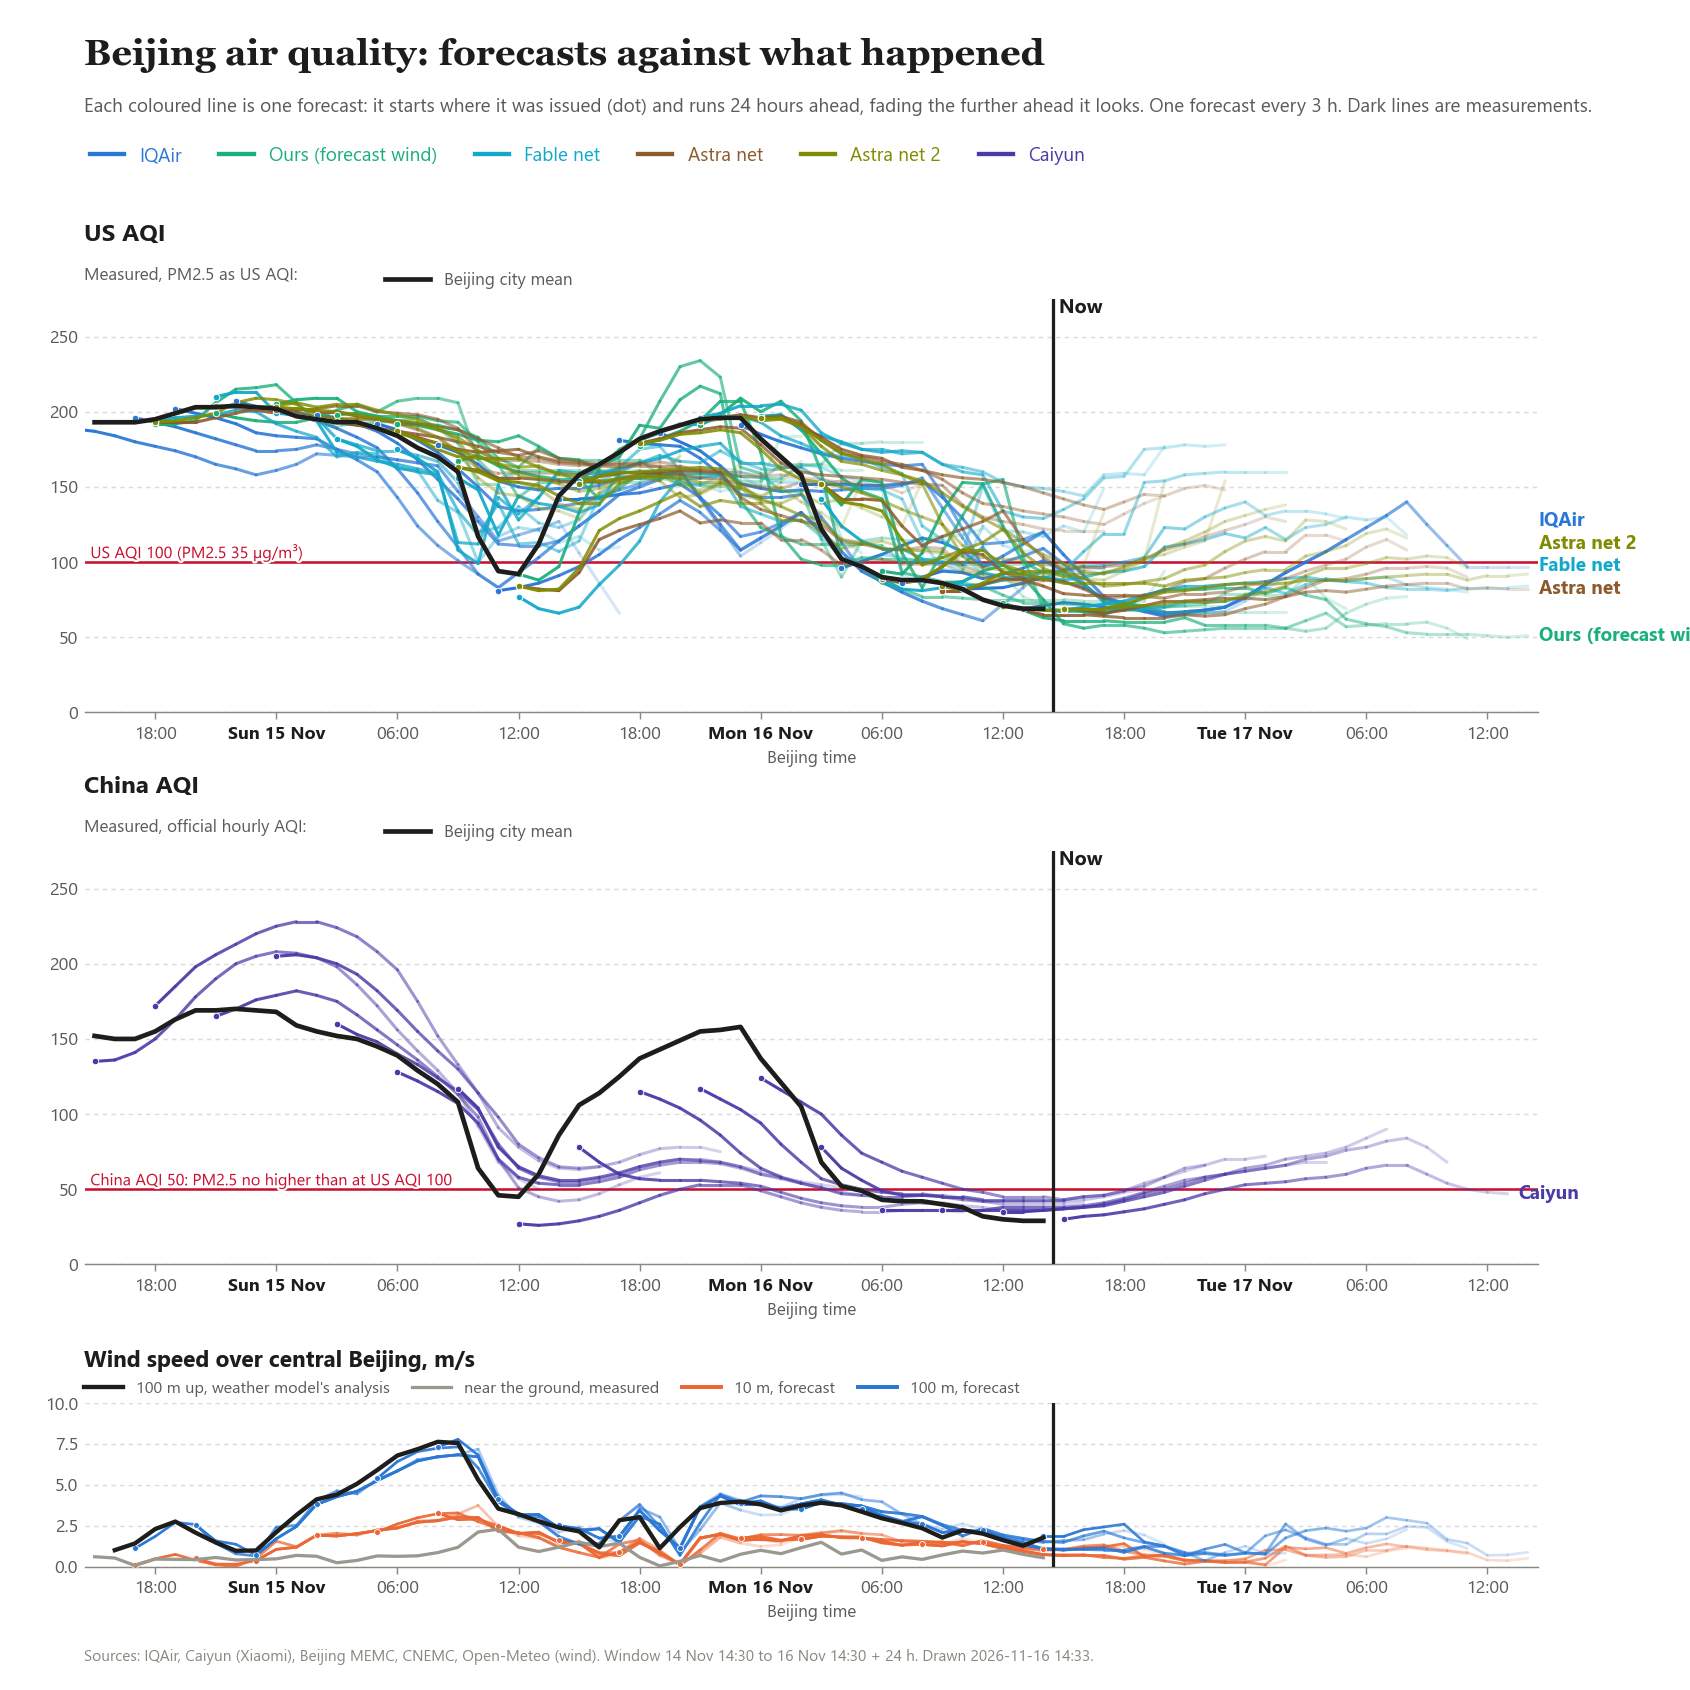 Beijing air quality: forecasts against what happened
Each coloured line is one forecast: it starts where it was issued (dot) and runs 24 hours ahead, fading the further ahead it looks. One forecast every 3 h. Dark lines are measurements.
IQAir Ours (forecast wind) Fable net Astra net Astra net 2 Caiyun
US AQI
Measured, PM2.5 as US AQI: Beijing city mean
Now
250
200
150
100
50
0
US AQI 100 (PM2.5 35 µg/m³)
IQAir
Astra net 2
Fable net
Astra net
Ours (forecast wi
18:00 Sun 15 Nov 06:00 12:00 18:00 Mon 16 Nov 06:00 12:00 18:00 Tue 17 Nov 06:00 12:00
Beijing time
China AQI
Measured, official hourly AQI: Beijing city mean
Now
250
200
150
100
50
0
China AQI 50: PM2.5 no higher than at US AQI 100
Caiyun
18:00 Sun 15 Nov 06:00 12:00 18:00 Mon 16 Nov 06:00 12:00 18:00 Tue 17 Nov 06:00 12:00
Beijing time
Wind speed over central Beijing, m/s
100 m up, weather model's analysis near the ground, measured 10 m, forecast 100 m, forecast
10.0
7.5
5.0
2.5
0.0
18:00 Sun 15 Nov 06:00 12:00 18:00 Mon 16 Nov 06:00 12:00 18:00 Tue 17 Nov 06:00 12:00
Beijing time
Sources: IQAir, Caiyun (Xiaomi), Beijing MEMC, CNEMC, Open-Meteo (wind). Window 14 Nov 14:30 to 16 Nov 14:30 + 24 h. Drawn 2026-11-16 14:33.